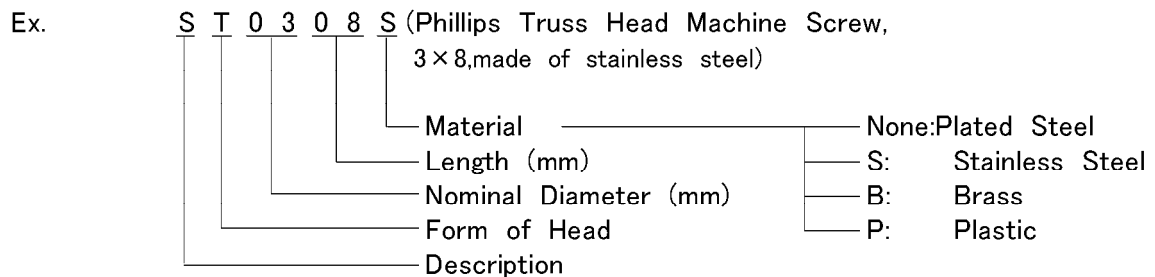 Ex. S T 0 3 0 8 S (Phillips Truss Head Machine Screw,
3×8,made of stainless steel)
Material None:Plated Steel
Length (mm) S: Stainless Steel
Nominal Diameter (mm) B: Brass
Form of Head P: Plastic
Description